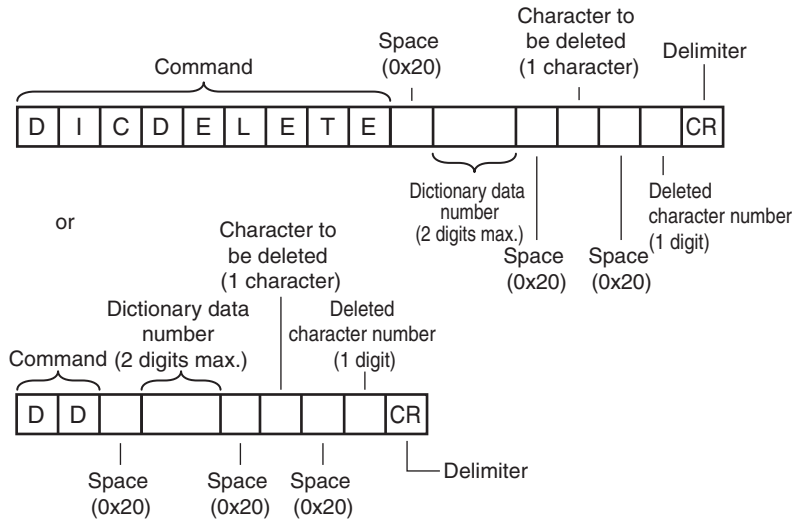 Character to
be deleted
(1 character)
Space
(0x20)
Delimiter
Command
D I C D E L E T E CR
Dictionary data
number
(2 digits max.)
Space
(0x20)
Space
(0x20)
Deleted
character number
(1 digit)
or
Character to
be deleted
(1 character)
Dictionary data
number
(2 digits max.)
Deleted
character number
(1 digit)
Command
D D CR
Space
(0x20)
Space
(0x20)
Space
(0x20)
Delimiter